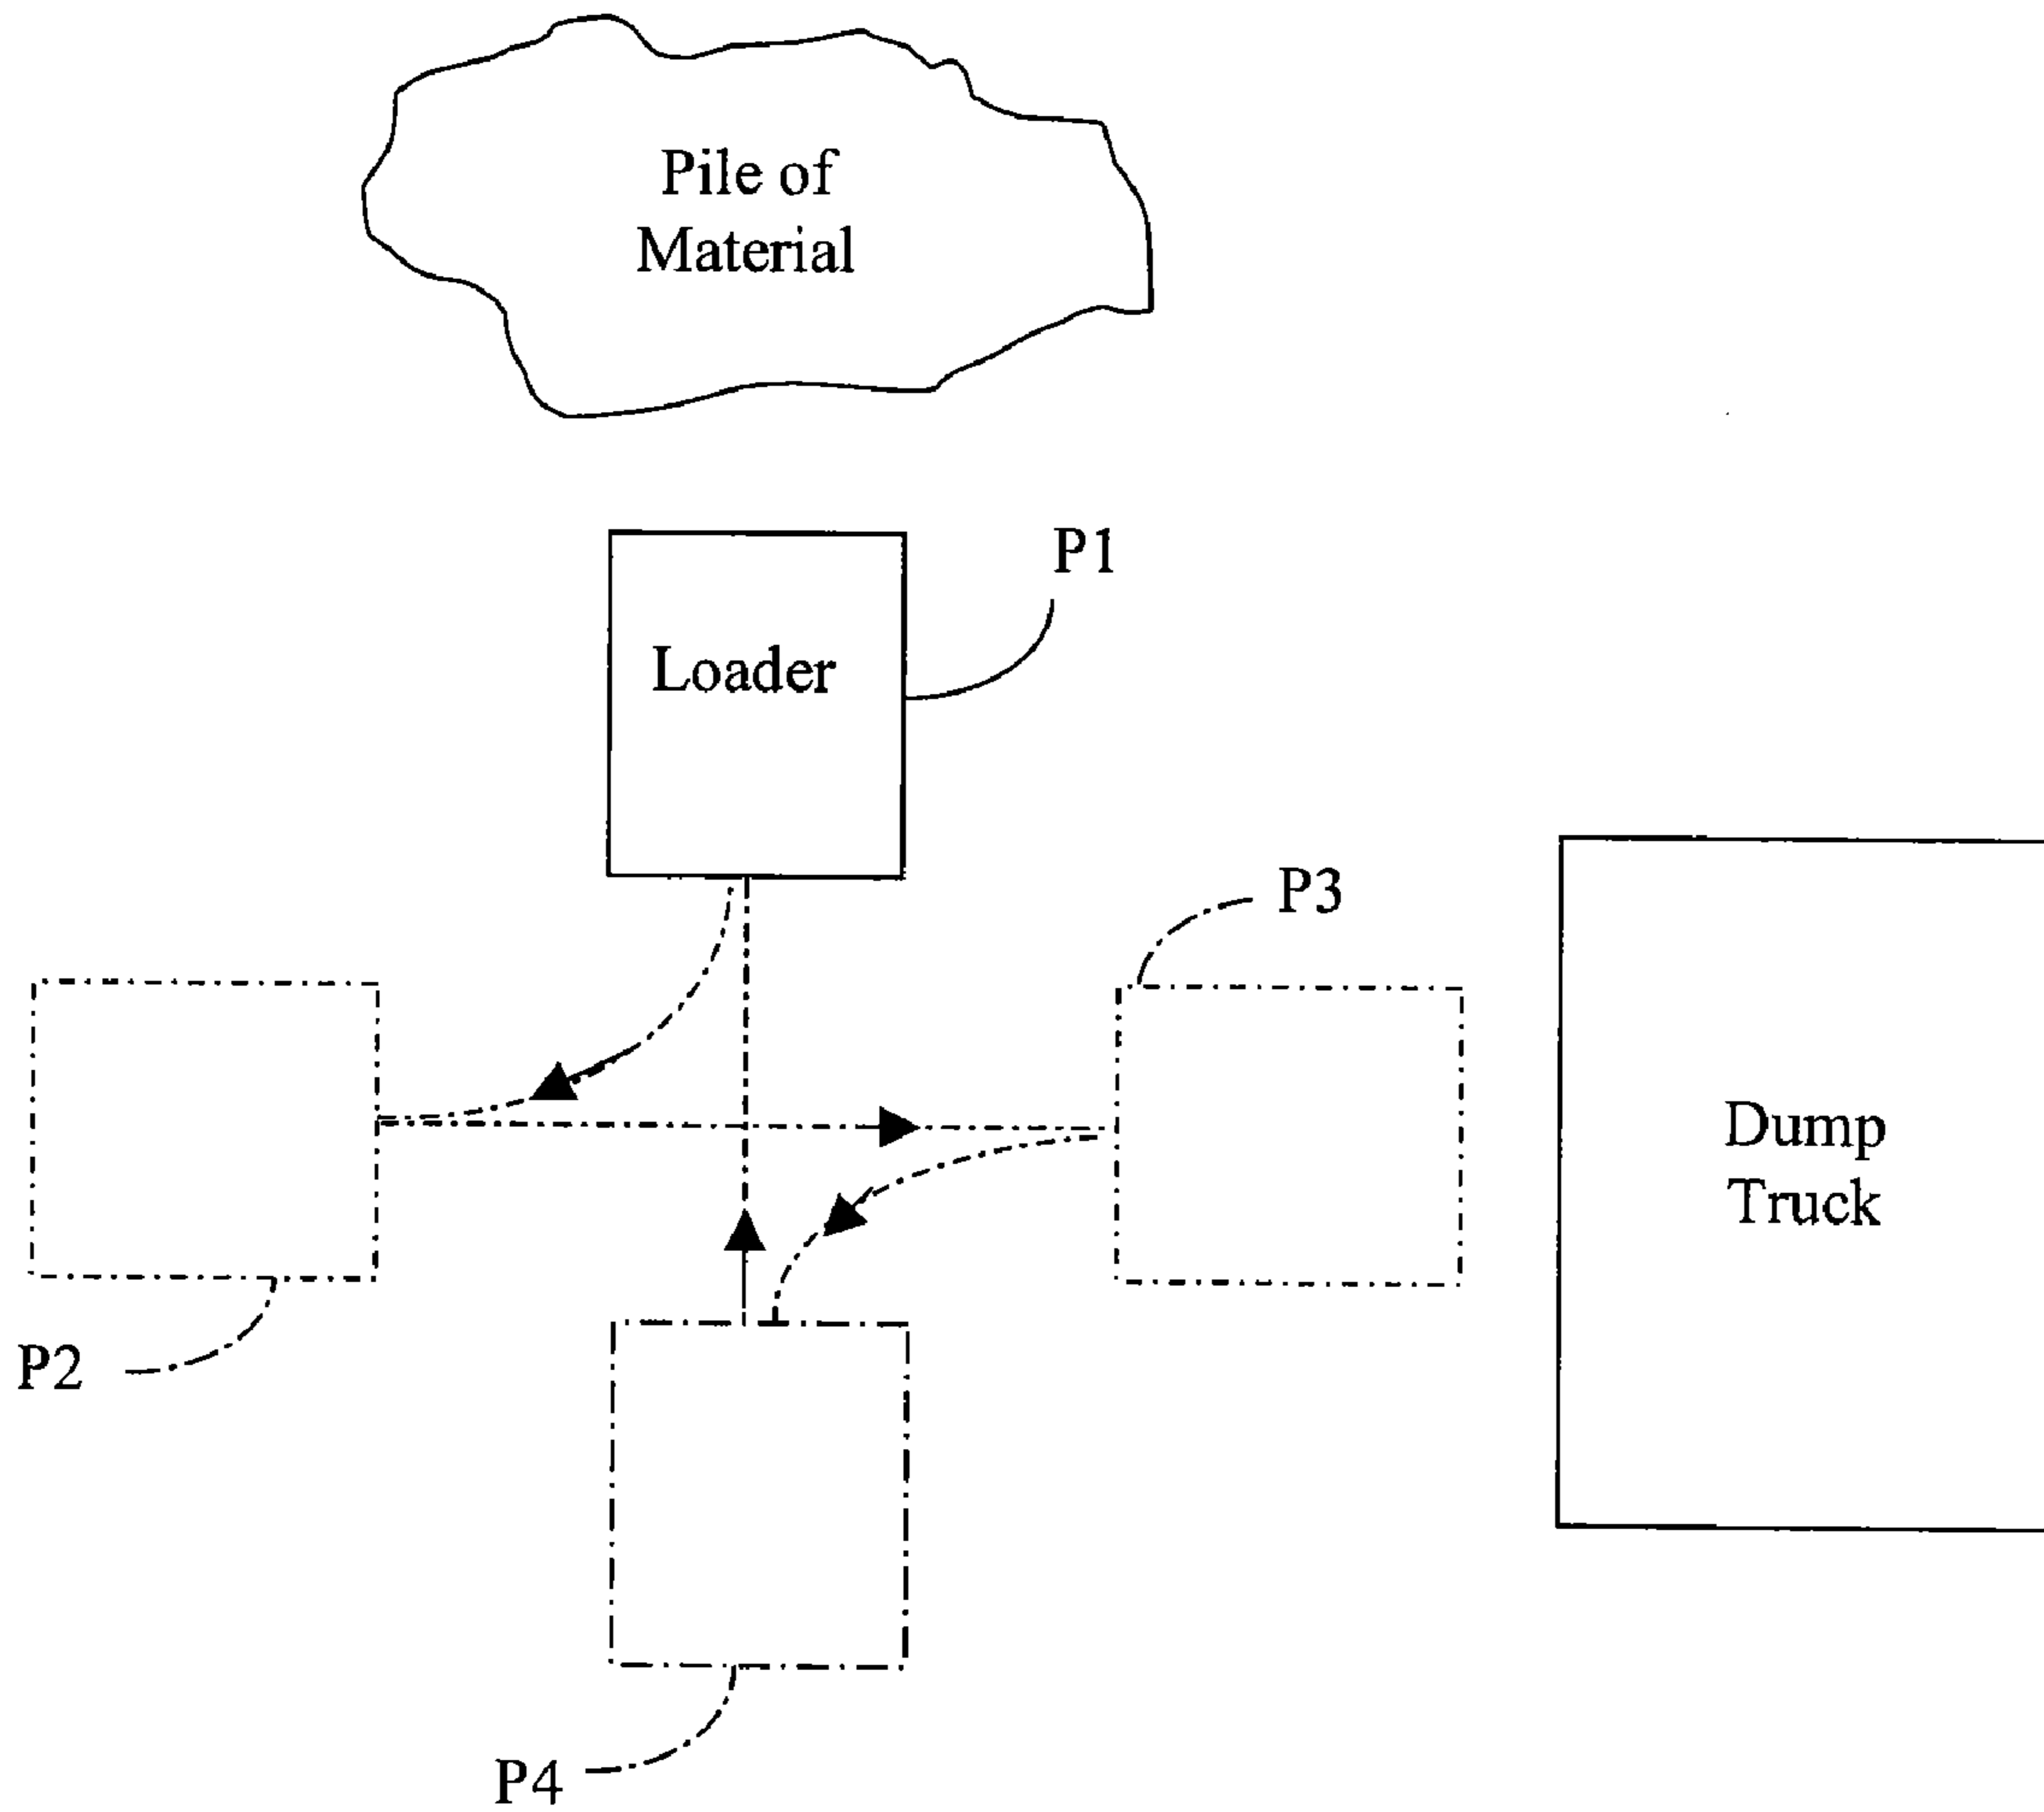 Pile of
Material
P1
Loader
P3
Dump
Truck
P2
P4